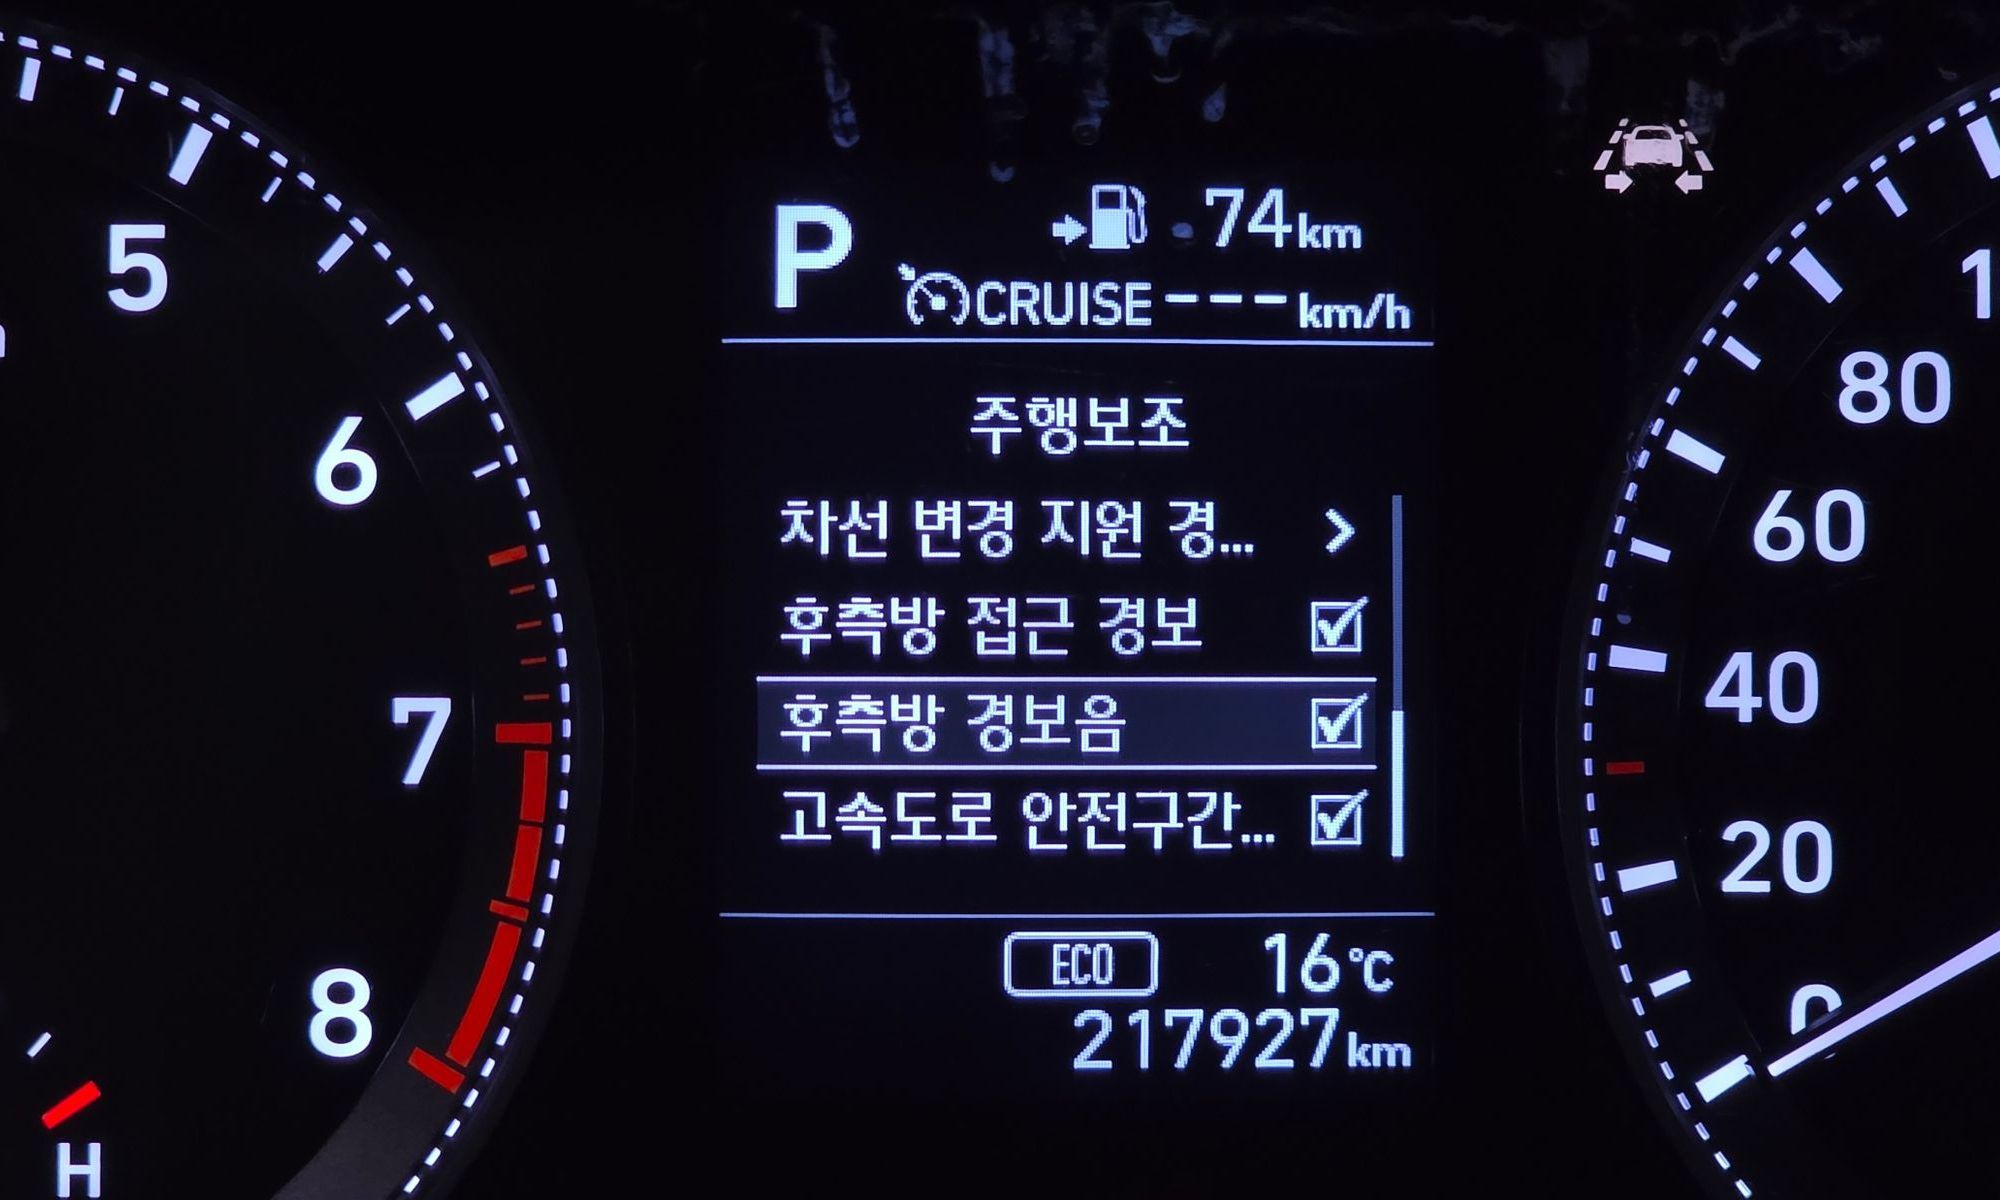 P
74km
CRUISE ---km/h
주행보조
차선 변경 지원 경...
후측방 접근 경보
후측방 경보음
고속도로 안전구간...
ECO 16°C
217927km
5
6
7
8
H
80
60
40
20
0